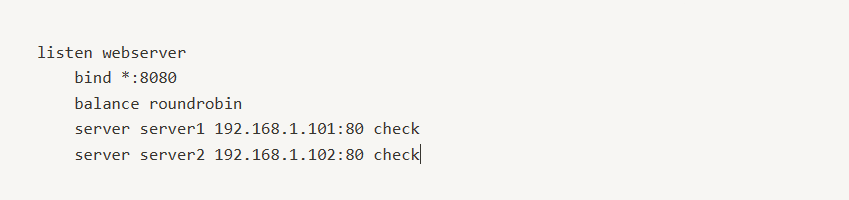 listen webserver
    bind *:8080
    balance roundrobin
    server server1 192.168.1.101:80 check
    server server2 192.168.1.102:80 check